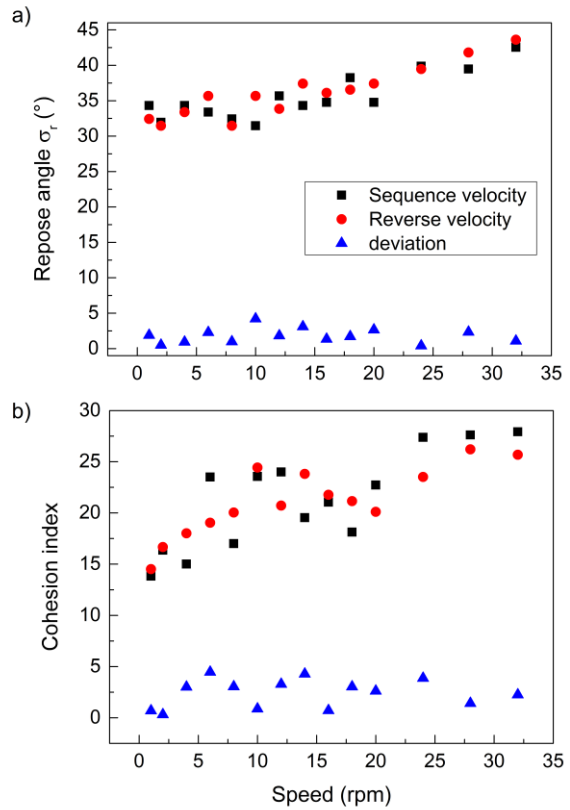 a)
45
40
35
30
25
20
15
10
5
0
Repose angle σr (°)
Sequence velocity
Reverse velocity
deviation
0 5 10 15 20 25 30 35
b)
30
25
20
15
10
5
0
Cohesion index
0 5 10 15 20 25 30 35
Speed (rpm)